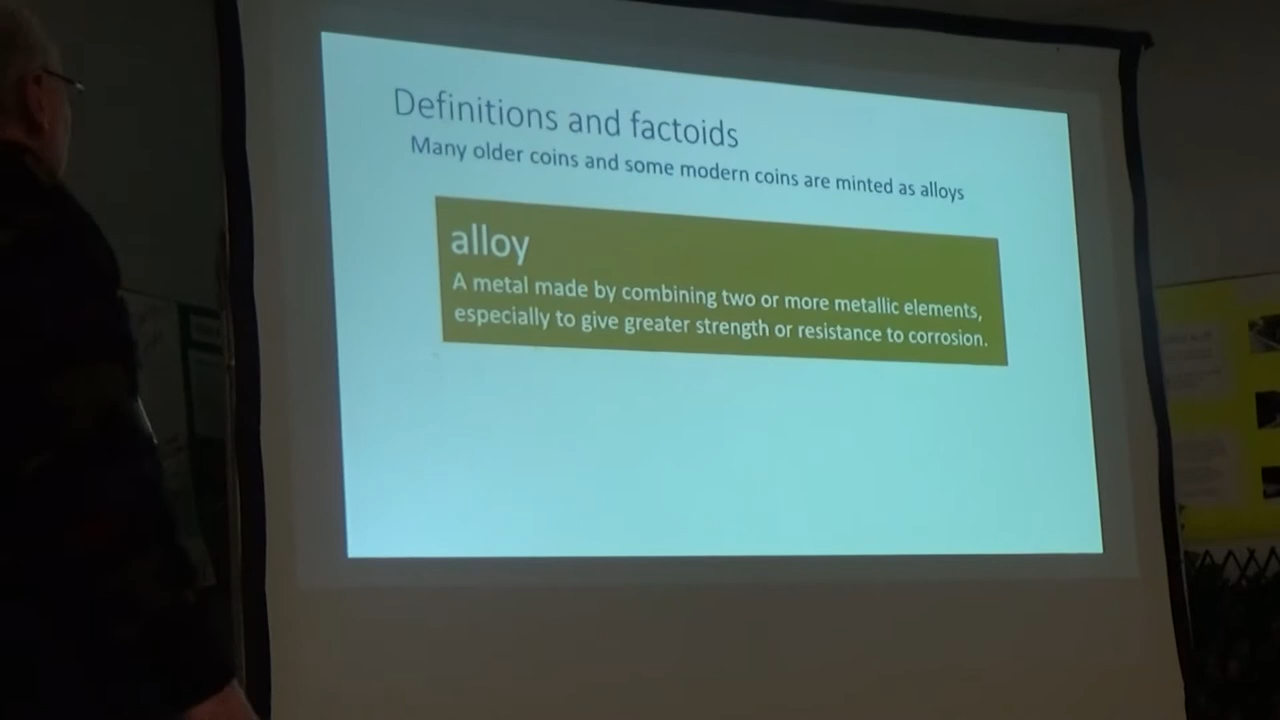 Definitions and factoids
Many older coins and some modern coins are minted as alloys
alloy
A metal made by combining two or more metallic elements,
especially to give greater strength or resistance to corrosion.